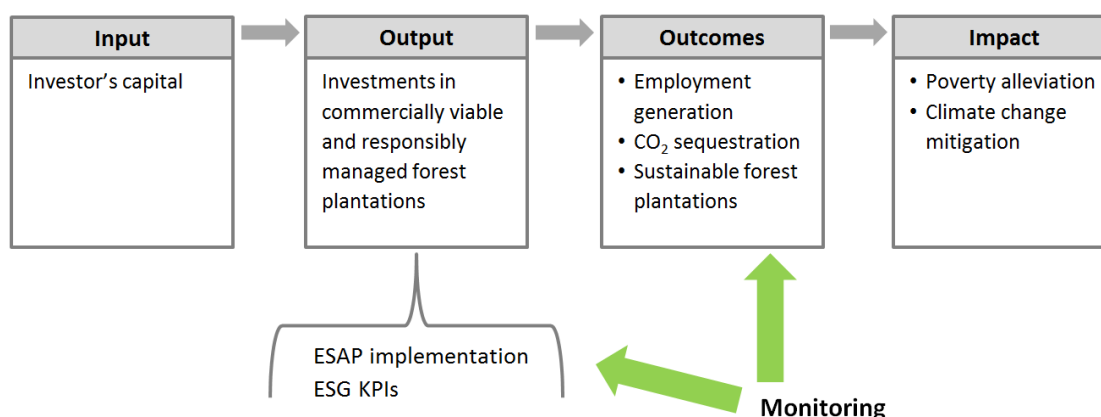 Input
Investor’s capital
Output
Investments in
commercially viable
and responsibly
managed forest
plantations
Outcomes
• Employment
generation
• CO₂ sequestration
• Sustainable forest
plantations
Impact
• Poverty alleviation
• Climate change
mitigation
ESAP implementation
ESG KPIs
Monitoring